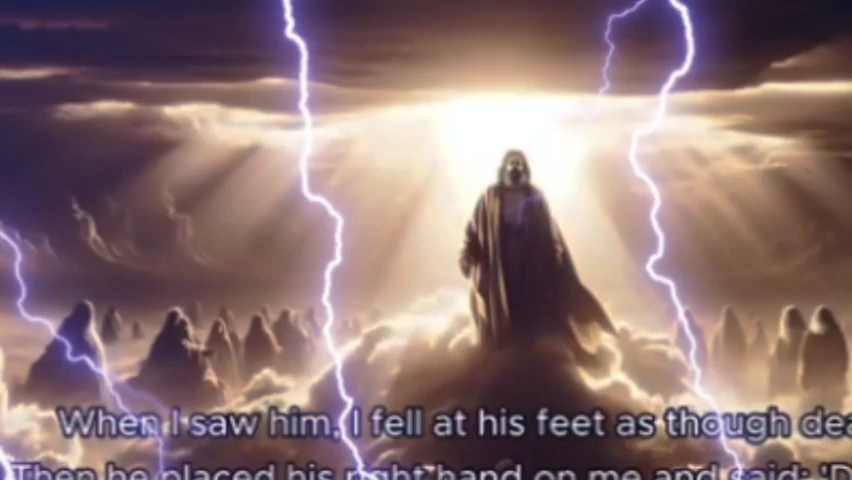 When I saw him, I fell at his feet as though dea
Then he placed his right hand on me and said: 'D